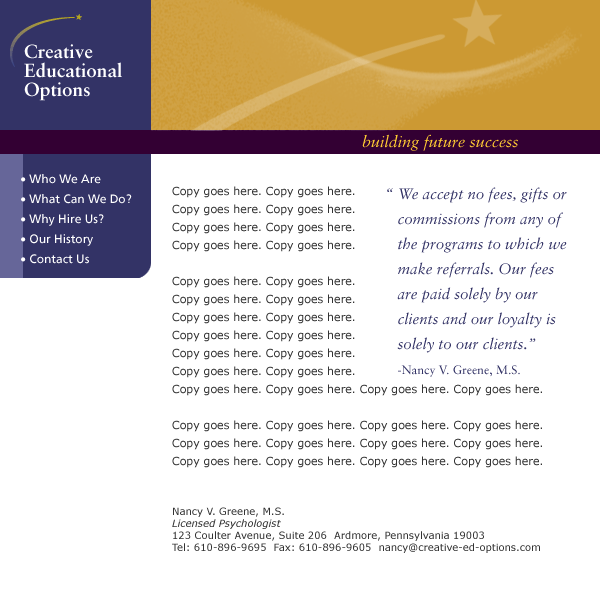 Creative
Educational
Options
building future success
• Who We Are
• What Can We Do?
• Why Hire Us?
• Our History
• Contact Us
Copy goes here. Copy goes here.
Copy goes here. Copy goes here.
Copy goes here. Copy goes here.
Copy goes here. Copy goes here.
Copy goes here. Copy goes here.
Copy goes here. Copy goes here.
Copy goes here. Copy goes here.
Copy goes here. Copy goes here.
Copy goes here. Copy goes here.
Copy goes here. Copy goes here.
Copy goes here. Copy goes here. Copy goes here. Copy goes here.
Copy goes here. Copy goes here. Copy goes here. Copy goes here.
Copy goes here. Copy goes here. Copy goes here. Copy goes here.
Copy goes here. Copy goes here. Copy goes here. Copy goes here.
“ We accept no fees, gifts or
commissions from any of
the programs to which we
make referrals. Our fees
are paid solely by our
clients and our loyalty is
solely to our clients.”
-Nancy V. Greene, M.S.
Nancy V. Greene, M.S.
Licensed Psychologist
123 Coulter Avenue, Suite 206 Ardmore, Pennsylvania 19003
Tel: 610-896-9695 Fax: 610-896-9605 nancy@creative-ed-options.com